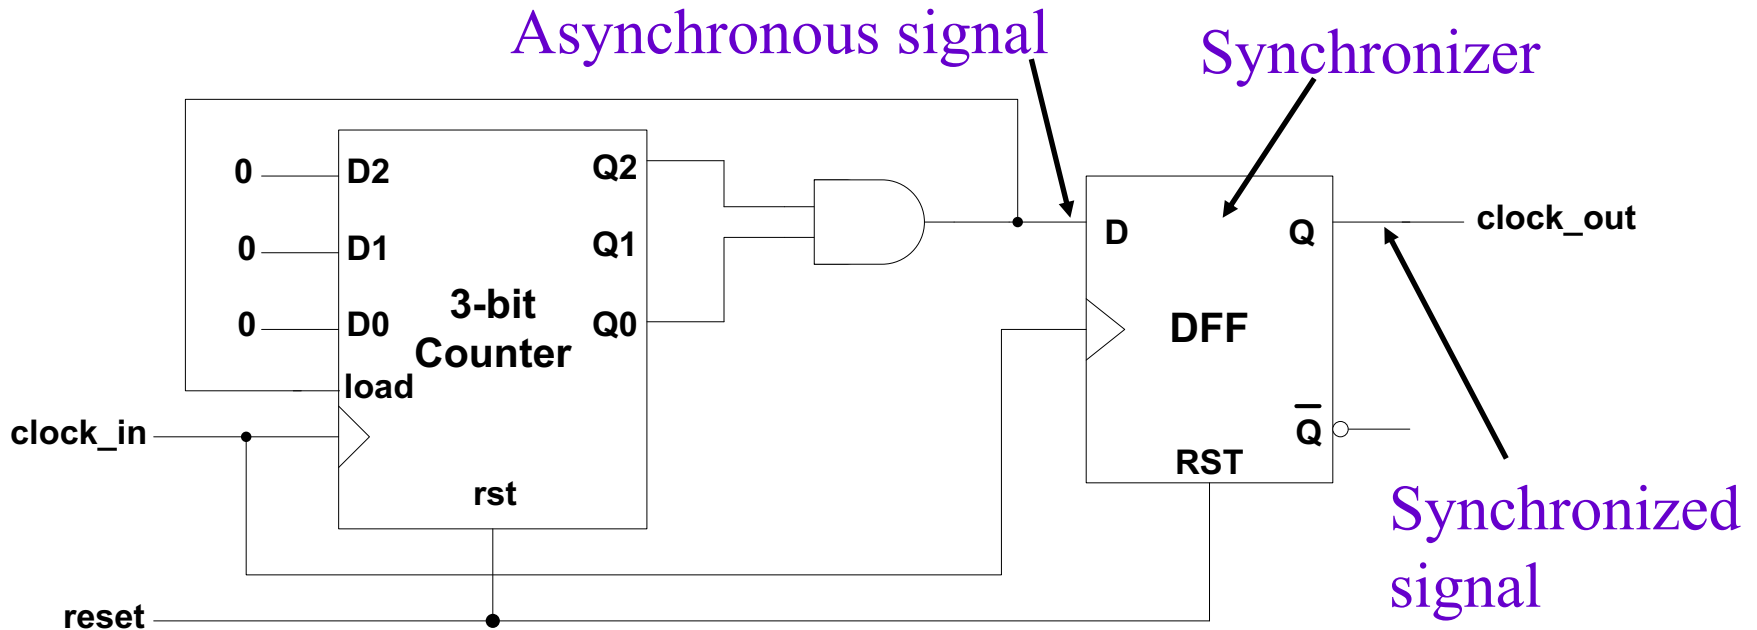 Asynchronous signal
Synchronizer
0 D2 Q2
0 D1 Q1
0 D0 Q0
3-bit
Counter
load
clock_in
rst
reset
D Q
clock_out
DFF
Q
RST
Synchronized
signal